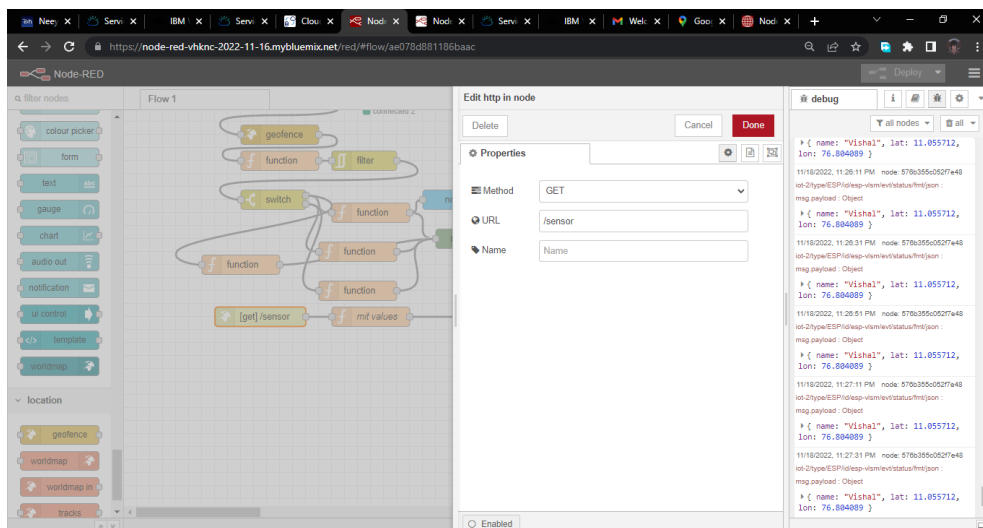 Neey
Servi
IBM
Servi
Servi
Clou
Node
Node
Servi
IBM
Welc
Goo
Nod
https://node-red-vhknc-2022-11-16.mybluemix.net/red/#flow/ae078d881186baac
Node-RED
Deploy
filter nodes
Flow 1
colour picker
form
text
abc
gauge
chart
audio out
notification
ui control
template
worldmap
location
geofence
worldmap
worldmap in
tracks
geofence
function
filter
switch
function
function
function
function
[get] /sensor
mit values
Edit http in node
Delete
Cancel
Done
Properties
Method
GET
URL
/sensor
Name
Name
Enabled
debug
all nodes
all
{ name: "Vishal", lat: 11.055712,
lon: 76.804089 }
11/18/2022, 11:26:11 PM node: 576b355c052f7e48
iot-2/type/ESP/id/esp-vlsm/evt/status/fmt/json :
msg.payload : Object
{ name: "Vishal", lat: 11.055712,
lon: 76.804089 }
11/18/2022, 11:26:31 PM node: 576b355c052f7e48
iot-2/type/ESP/id/esp-vlsm/evt/status/fmt/json :
msg.payload : Object
{ name: "Vishal", lat: 11.055712,
lon: 76.804089 }
11/18/2022, 11:26:51 PM node: 576b355c052f7e48
iot-2/type/ESP/id/esp-vlsm/evt/status/fmt/json :
msg.payload : Object
{ name: "Vishal", lat: 11.055712,
lon: 76.804089 }
11/18/2022, 11:27:11 PM node: 576b355c052f7e48
iot-2/type/ESP/id/esp-vlsm/evt/status/fmt/json :
msg.payload : Object
{ name: "Vishal", lat: 11.055712,
lon: 76.804089 }
11/18/2022, 11:27:31 PM node: 576b355c052f7e48
iot-2/type/ESP/id/esp-vlsm/evt/status/fmt/json :
msg.payload : Object
{ name: "Vishal", lat: 11.055712,
lon: 76.804089 }